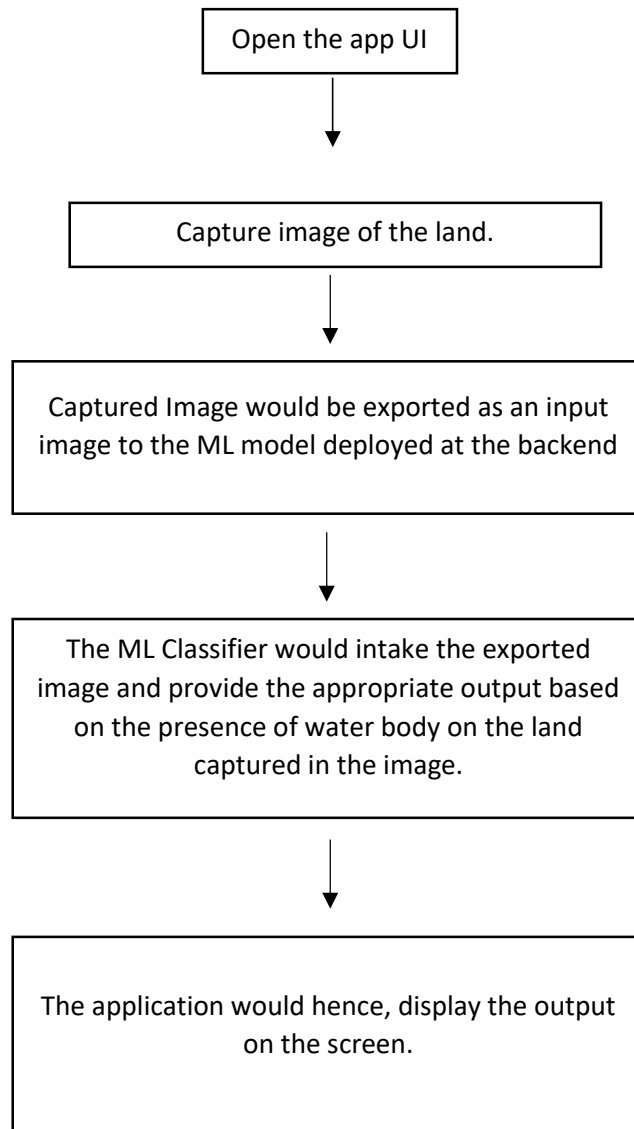 Open the app UI
Capture image of the land.
Captured Image would be exported as an input
image to the ML model deployed at the backend
The ML Classifier would intake the exported
image and provide the appropriate output based
on the presence of water body on the land
captured in the image.
The application would hence, display the output
on the screen.